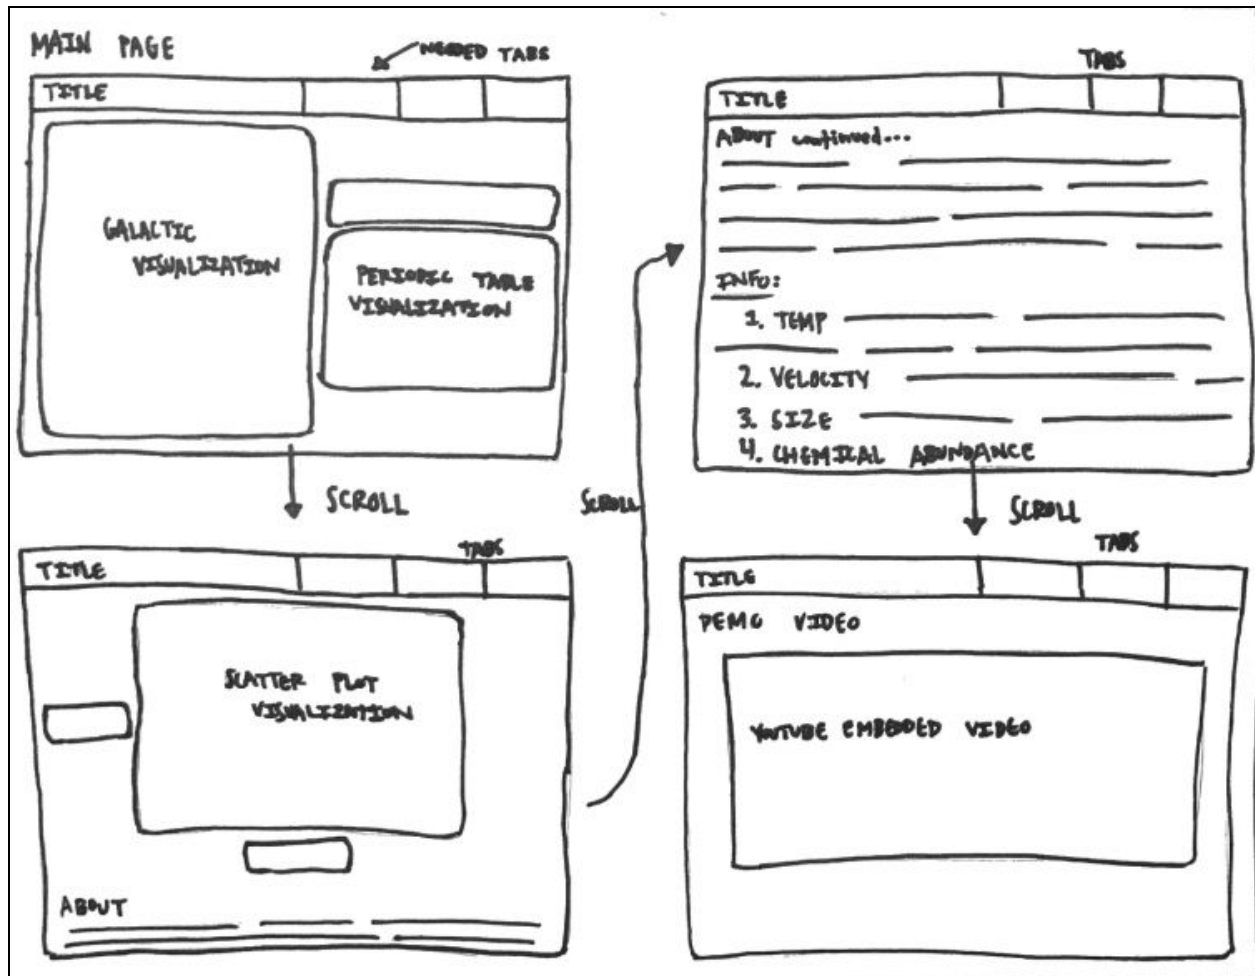 MAIN PAGE
NEEDED TABS
TITLE
GALACTIC
VISUALIZATION
PERIODIC TABLE
VISUALIZATION
SCROLL
TABS
TITLE
SCATTER PLOT
VISUALIZATION
ABOUT
SCROLL
TABS
TITLE
ABOUT continued...
INFO:
1. TEMP
2. VELOCITY
3. SIZE
4. CHEMICAL ABUNDANCE
SCROLL
TABS
TITLE
DEMO VIDEO
YOUTUBE EMBEDDED VIDEO